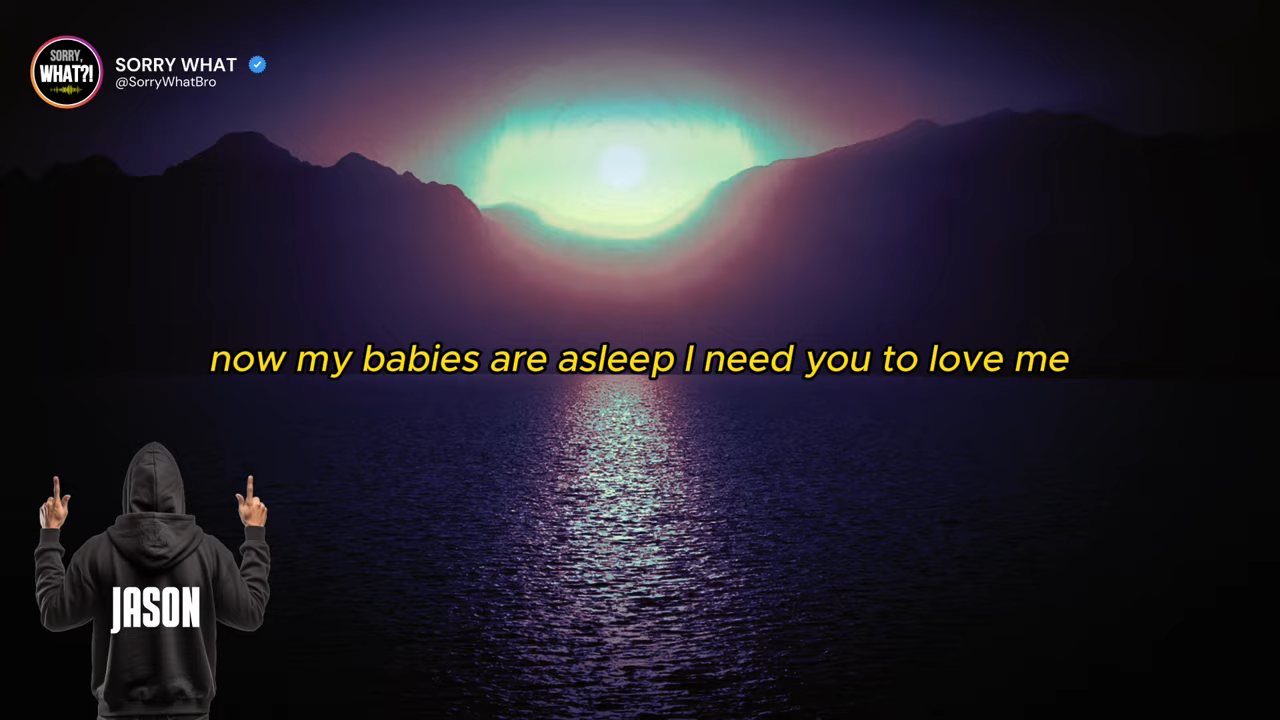 SORRY,
WHAT?!
SORRY WHAT
@SorryWhatBro
now my babies are asleep I need you to love me
JASON